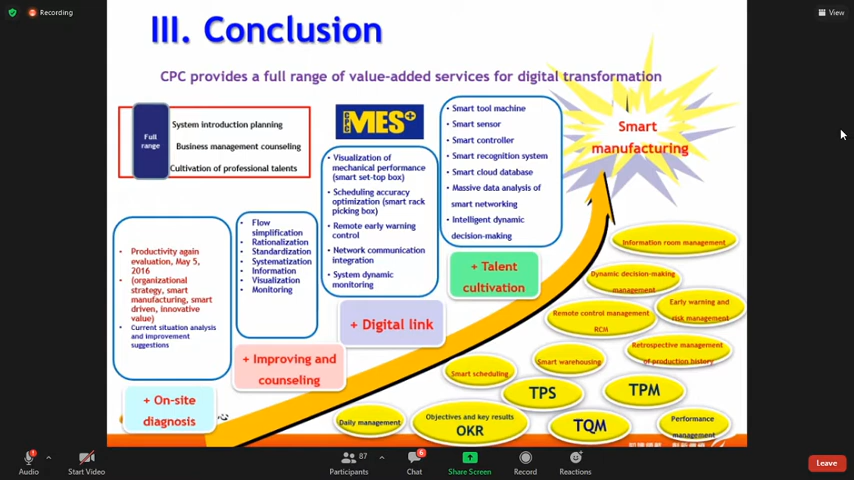 Recording
View
III. Conclusion
CPC provides a full range of value-added services for digital transformation
Full
range
System introduction planning
Business management counseling
Cultivation of professional talents
CPC MES+
• Smart tool machine
• Smart sensor
• Smart controller
• Smart recognition system
• Smart cloud database
• Massive data analysis of
smart networking
• Intelligent dynamic
decision-making
Smart
manufacturing
• Visualization of
mechanical performance
(smart set-top box)
• Scheduling accuracy
optimization (smart rack
picking box)
• Remote early warning
control
• Network communication
integration
• System dynamic
monitoring
• Flow
simplification
• Rationalization
• Standardization
• Systematization
• Information
• Visualization
• Monitoring
• Productivity again
evaluation, May 5,
2016
• (organizational
strategy, smart
manufacturing, smart
driven, innovative
value)
• Current situation analysis
and improvement
suggestions
+ Talent
cultivation
+ Digital link
+ Improving and
counseling
+ On-site
diagnosis
Information room management
Dynamic decision-making
management
Early warning and
risk management
Remote control management
RCM
Retrospective management
of production history
Smart warehousing
Smart scheduling
TPS
TPM
Daily management
Objectives and key results
OKR
TQM
Performance
management
Audio
Start Video
Participants
87
Chat
6
Share Screen
Record
Reactions
Leave